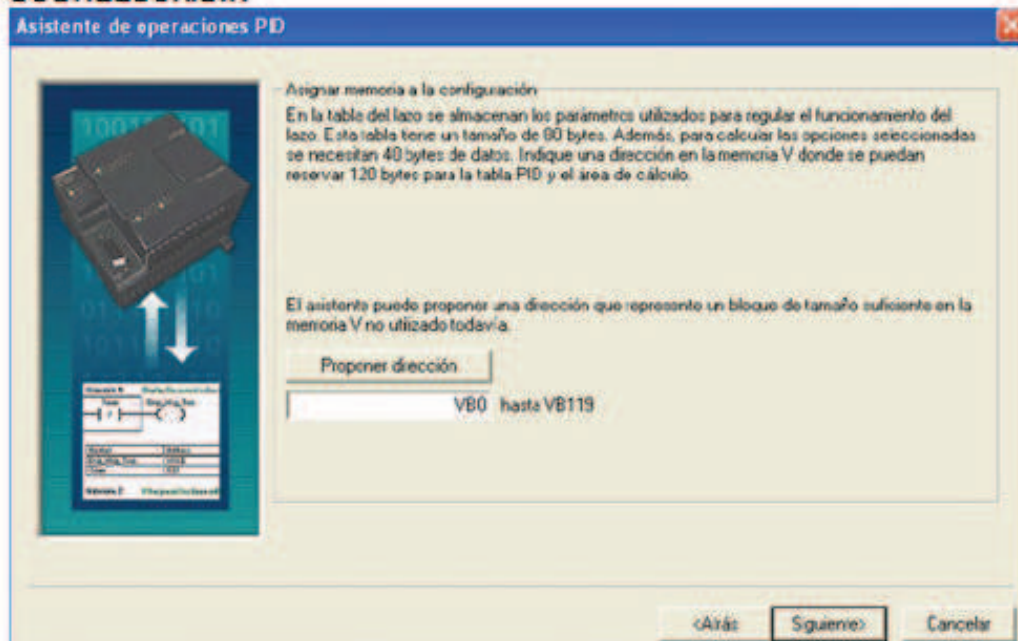 Asistente de operaciones PID
Asignar memoria a la configuración
En la tabla del lazo se almacenan los parámetros utilizados para regular el funcionamiento del
lazo. Esta tabla tiene un tamaño de 80 bytes. Además, para calcular las opciones seleccionadas
se necesitan 40 bytes de datos. Indique una dirección en la memoria V donde se puedan
reservar 120 bytes para la tabla PID y el área de cálculo.
El asistente puede proponer una dirección que represente un bloque de tamaño suficiente en la
memoria V no utilizado todavía.
Proponer dirección
VB0 hasta VB119
<Atrás Siguiente> Cancelar